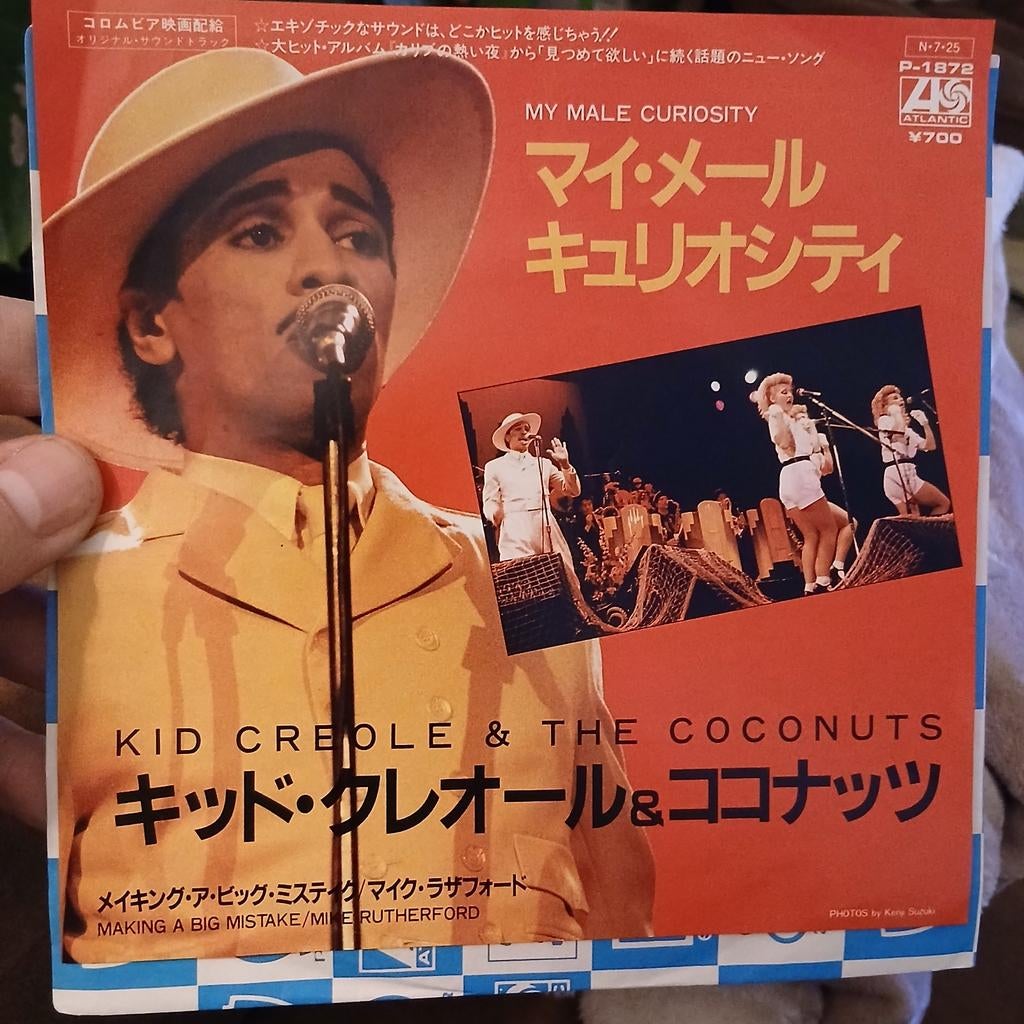 コロムビア映画配給
オリジナル・サウンドトラック
☆エキゾチックなサウンドは、どこかヒットを感じちゃう!!
☆大ヒット・アルバム『カリブの熱い夜』から「見つめて欲しい」に続く話題のニュー・ソング
N・7・25
P-1872
ATLANTIC
¥700
MY MALE CURIOSITY
マイ・メール
キュリオシティ
KID CREOLE & THE COCONUTS
キッド・クレオール&ココナッツ
メイキング・ア・ビッグ・ミステイク/マイク・ラザフォード
MAKING A BIG MISTAKE/MIKE RUTHERFORD
PHOTOS by Kenji Suzuki